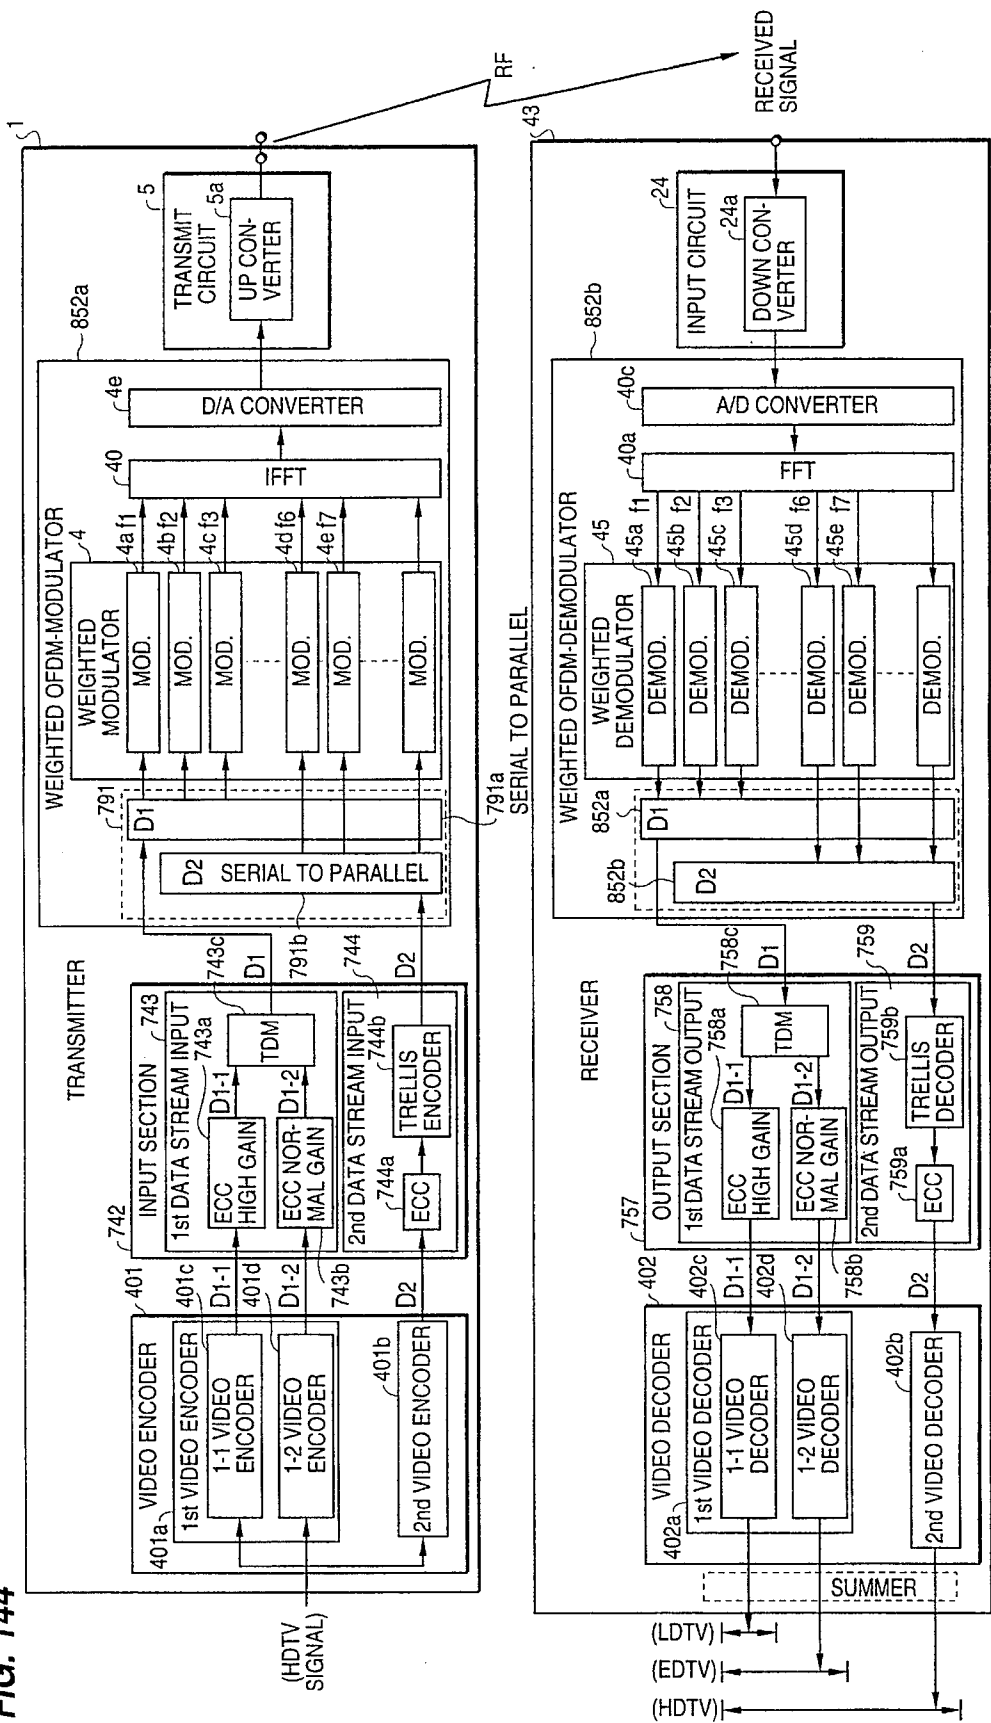 FIG. 144
TRANSMITTER
1
(HDTV
SIGNAL)
VIDEO ENCODER
401
401a
1st VIDEO ENCODER
401c
1-1 VIDEO
ENCODER
401d
1-2 VIDEO
ENCODER
401b
2nd VIDEO ENCODER
D1-1
D1-2
D2
742
INPUT SECTION
743
1st DATA STREAM INPUT
743a
ECC
HIGH GAIN
743b
ECC NOR-
MAL GAIN
D1-1
D1-2
743c
TDM
D1
744
2nd DATA STREAM INPUT
744a
ECC
744b
TRELLIS
ENCODER
D2
WEIGHTED OFDM-MODULATOR
852a
791
D1
D2 SERIAL TO PARALLEL
791b
791a
SERIAL TO PARALLEL
WEIGHTED
MODULATOR
4
MOD.
MOD.
MOD.
MOD.
MOD.
MOD.
4a f1
4b f2
4c f3
4d f6
4e f7
40
IFFT
4e
D/A CONVERTER
TRANSMIT
CIRCUIT
5
5a
UP CON-
VERTER
RF
RECEIVED
SIGNAL
43
RECEIVER
INPUT CIRCUIT
24
24a
DOWN CON-
VERTER
WEIGHTED OFDM-DEMODULATOR
852b
40c
A/D CONVERTER
40a
FFT
45a f1
45b f2
45c f3
45d f6
45e f7
WEIGHTED
DEMODULATOR
45
DEMOD.
DEMOD.
DEMOD.
DEMOD.
DEMOD.
DEMOD.
852a
D1
852b
D2
D1
D2
757
OUTPUT SECTION
758
1st DATA STREAM OUTPUT
758c
TDM
D1-1
D1-2
758a
ECC
HIGH GAIN
758b
ECC NOR-
MAL GAIN
759
2nd DATA STREAM OUTPUT
759b
TRELLIS
DECODER
759a
ECC
D1-1
D1-2
D2
VIDEO DECODER
402
402a
1st VIDEO DECODER
402c
1-1 VIDEO
DECODER
402d
1-2 VIDEO
DECODER
402b
2nd VIDEO DECODER
SUMMER
(LDTV)
(EDTV)
(HDTV)